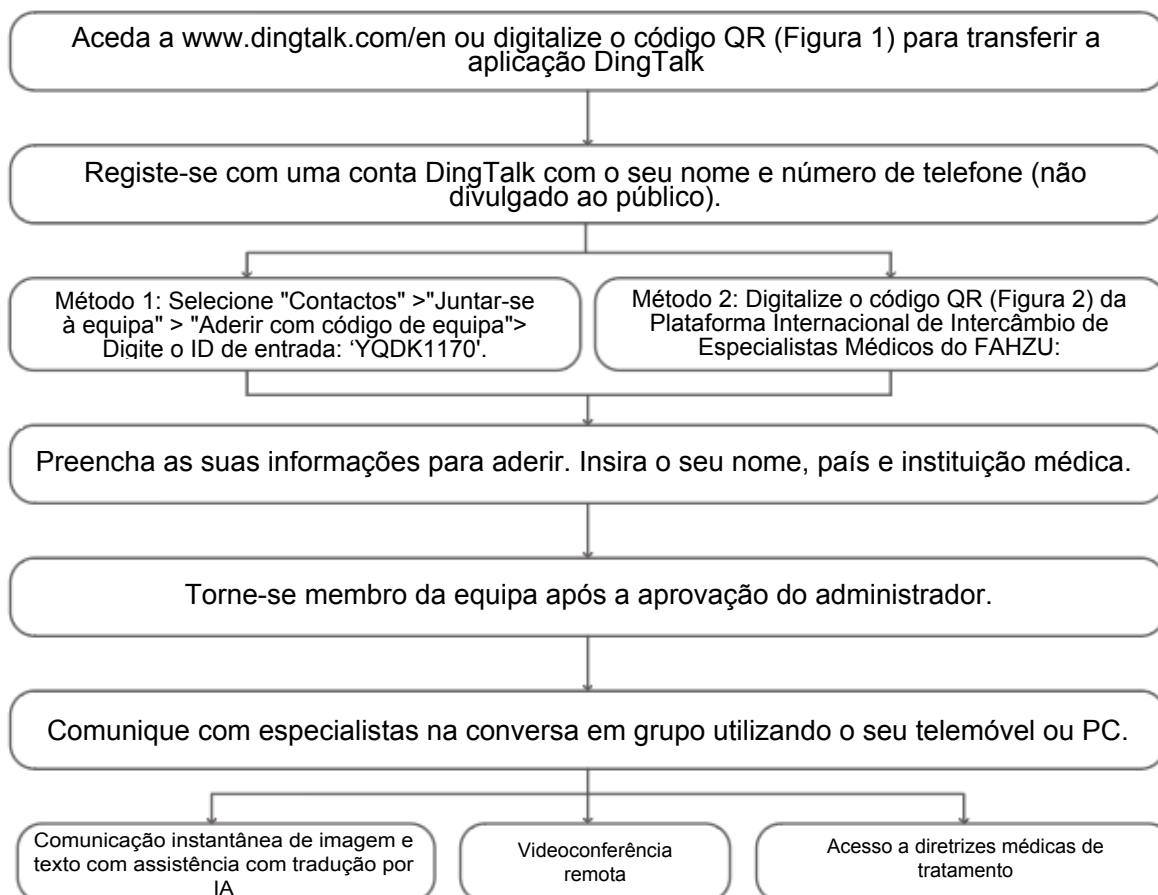 Aceda a www.dingtalk.com/en ou digitalize o código QR (Figura 1) para transferir a
aplicação DingTalk
Registe-se com uma conta DingTalk com o seu nome e número de telefone (não
divulgado ao público).
Método 1: Selecione "Contactos" >"Juntar-se
à equipa" > "Aderir com código de equipa">
Digite o ID de entrada: ‘YQDK1170'.
Método 2: Digitalize o código QR (Figura 2) da
Plataforma Internacional de Intercâmbio de
Especialistas Médicos do FAHZU:
Preencha as suas informações para aderir. Insira o seu nome, país e instituição médica.
Torne-se membro da equipa após a aprovação do administrador.
Comunique com especialistas na conversa em grupo utilizando o seu telemóvel ou PC.
Comunicação instantânea de imagem e
texto com assistência com tradução por
IA
Videoconferência
remota
Acesso a diretrizes médicas de
tratamento